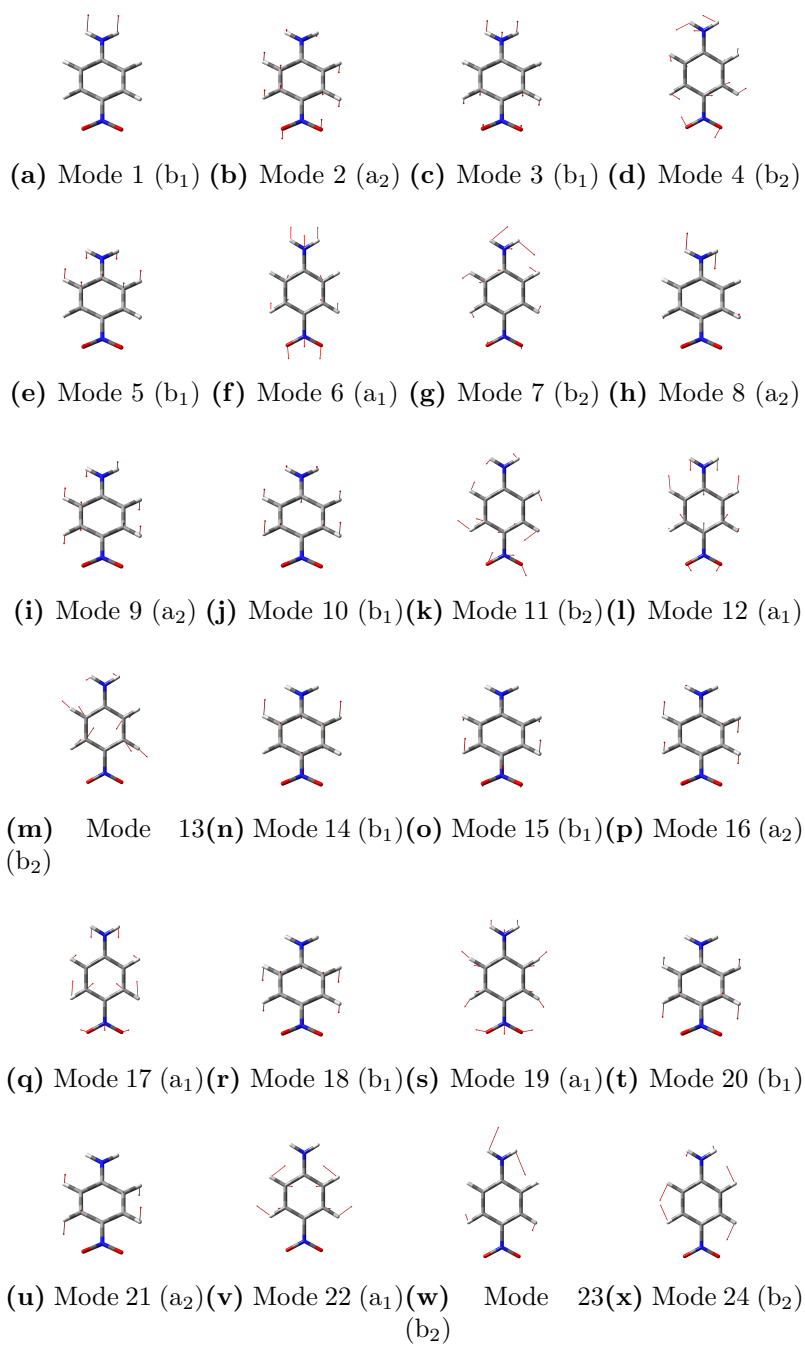 (a) Mode 1 (b₁) (b) Mode 2 (a₂) (c) Mode 3 (b₁) (d) Mode 4 (b₂)
(e) Mode 5 (b₁) (f) Mode 6 (a₁) (g) Mode 7 (b₂) (h) Mode 8 (a₂)
(i) Mode 9 (a₂) (j) Mode 10 (b₁)(k) Mode 11 (b₂)(l) Mode 12 (a₁)
(m) Mode 13(n) Mode 14 (b₁)(o) Mode 15 (b₁)(p) Mode 16 (a₂)
(b₂)
(q) Mode 17 (a₁)(r) Mode 18 (b₁)(s) Mode 19 (a₁)(t) Mode 20 (b₁)
(u) Mode 21 (a₂)(v) Mode 22 (a₁)(w) Mode 23(x) Mode 24 (b₂)
(b₂)